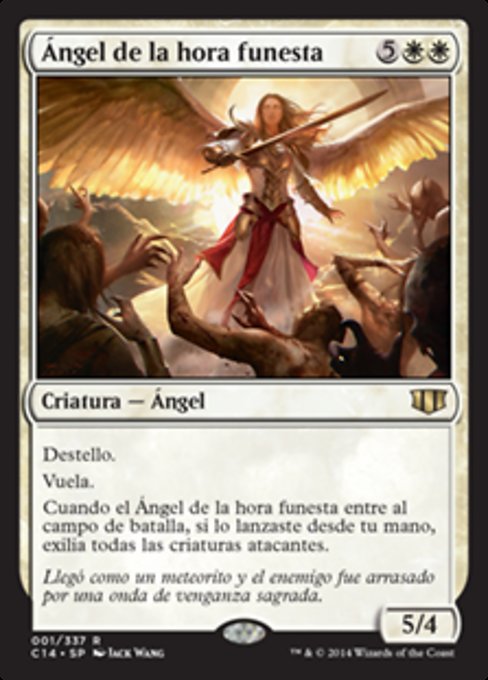 Ángel de la hora funesta 5
Criatura — Ángel
Destello.
Vuela.
Cuando el Ángel de la hora funesta entre al
campo de batalla, si lo lanzaste desde tu mano,
exilia todas las criaturas atacantes.
Llegó como un meteorito y el enemigo fue arrasado
por una onda de venganza sagrada.
5/4
001/337 R
C14 • SP Jack Wang
™ & © 2014 Wizards of the Coast